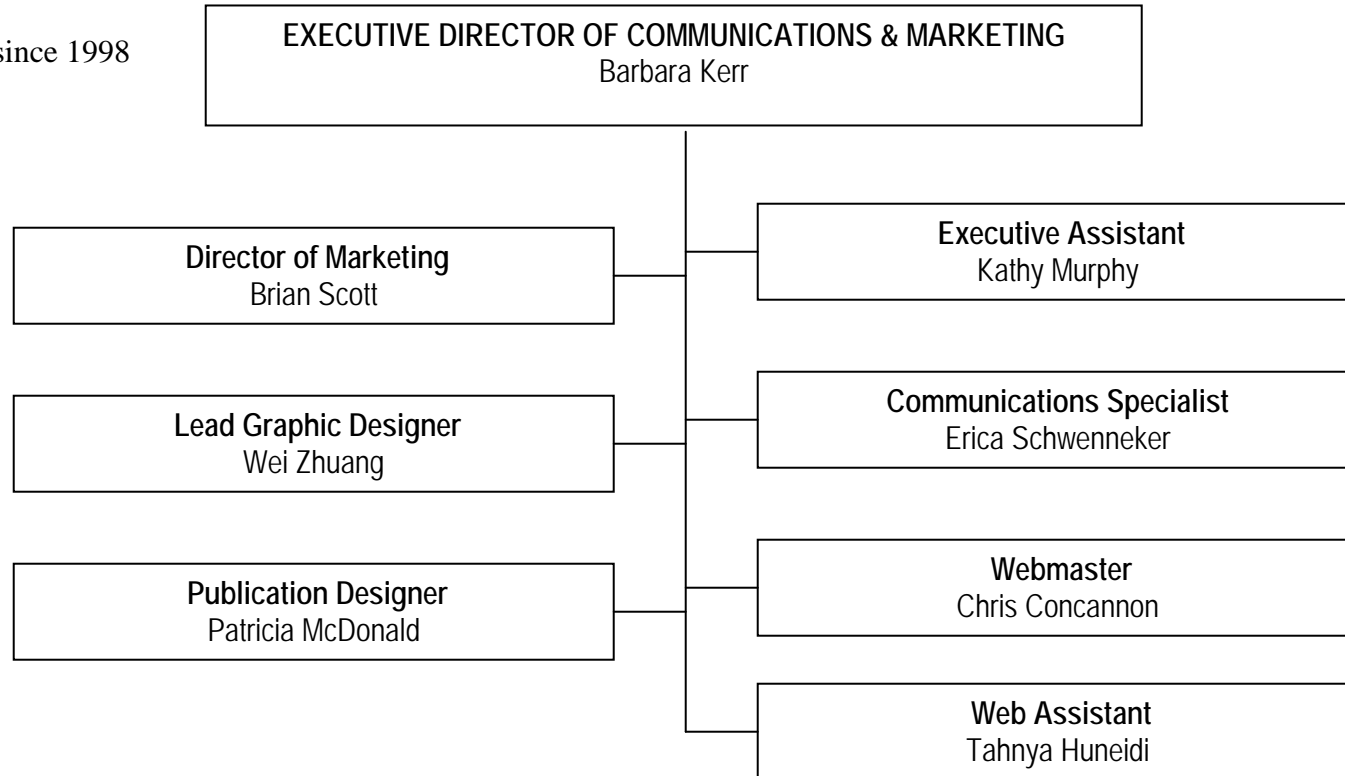 since 1998
EXECUTIVE DIRECTOR OF COMMUNICATIONS & MARKETING
Barbara Kerr
Director of Marketing
Brian Scott
Executive Assistant
Kathy Murphy
Lead Graphic Designer
Wei Zhuang
Communications Specialist
Erica Schwenneker
Publication Designer
Patricia McDonald
Webmaster
Chris Concannon
Web Assistant
Tahnya Huneidi